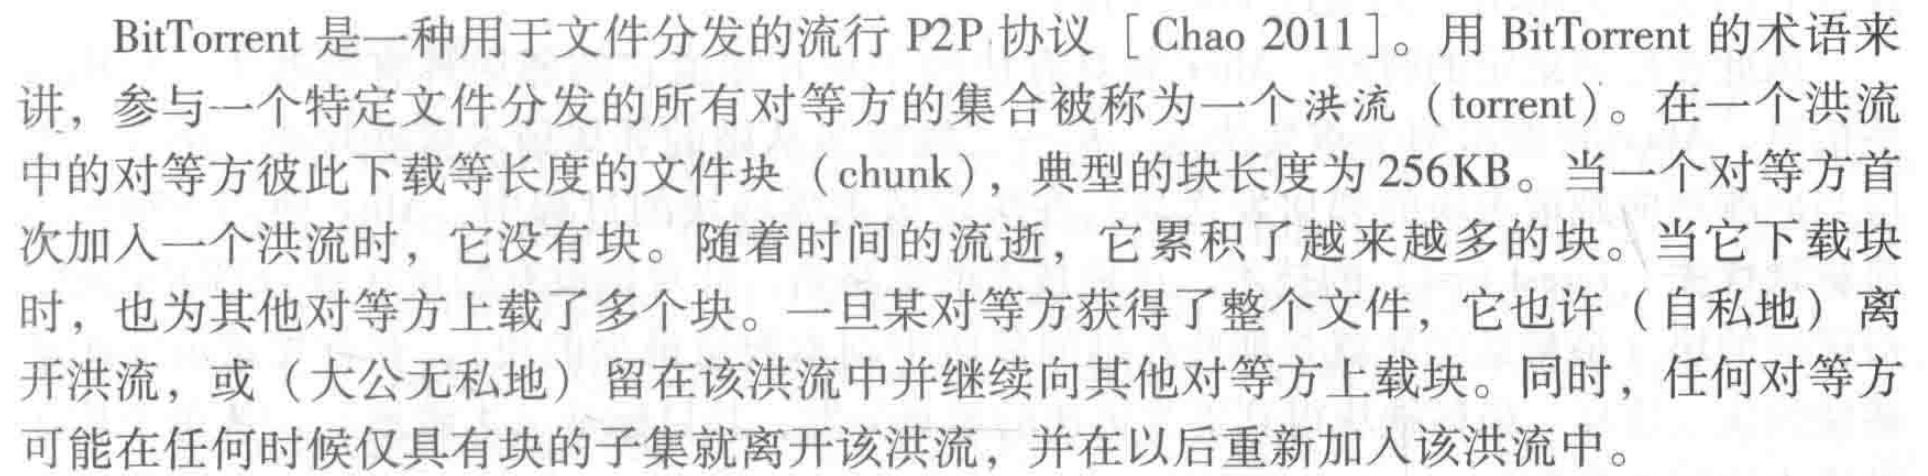 BitTorrent 是一种用于文件分发的流行 P2P 协议［Chao 2011］。用 BitTorrent 的术语来
讲，参与一个特定文件分发的所有对等方的集合被称为一个洪流（torrent）。在一个洪流
中的对等方彼此下载等长度的文件块（chunk），典型的块长度为 256KB。当一个对等方首
次加入一个洪流时，它没有块。随着时间的流逝，它累积了越来越多的块。当它下载块
时，也为其他对等方上载了多个块。一旦某对等方获得了整个文件，它也许（自私地）离
开洪流，或（大公无私地）留在该洪流中并继续向其他对等方上载块。同时，任何对等方
可能在任何时候仅具有块的子集就离开该洪流，并在以后重新加入该洪流中。